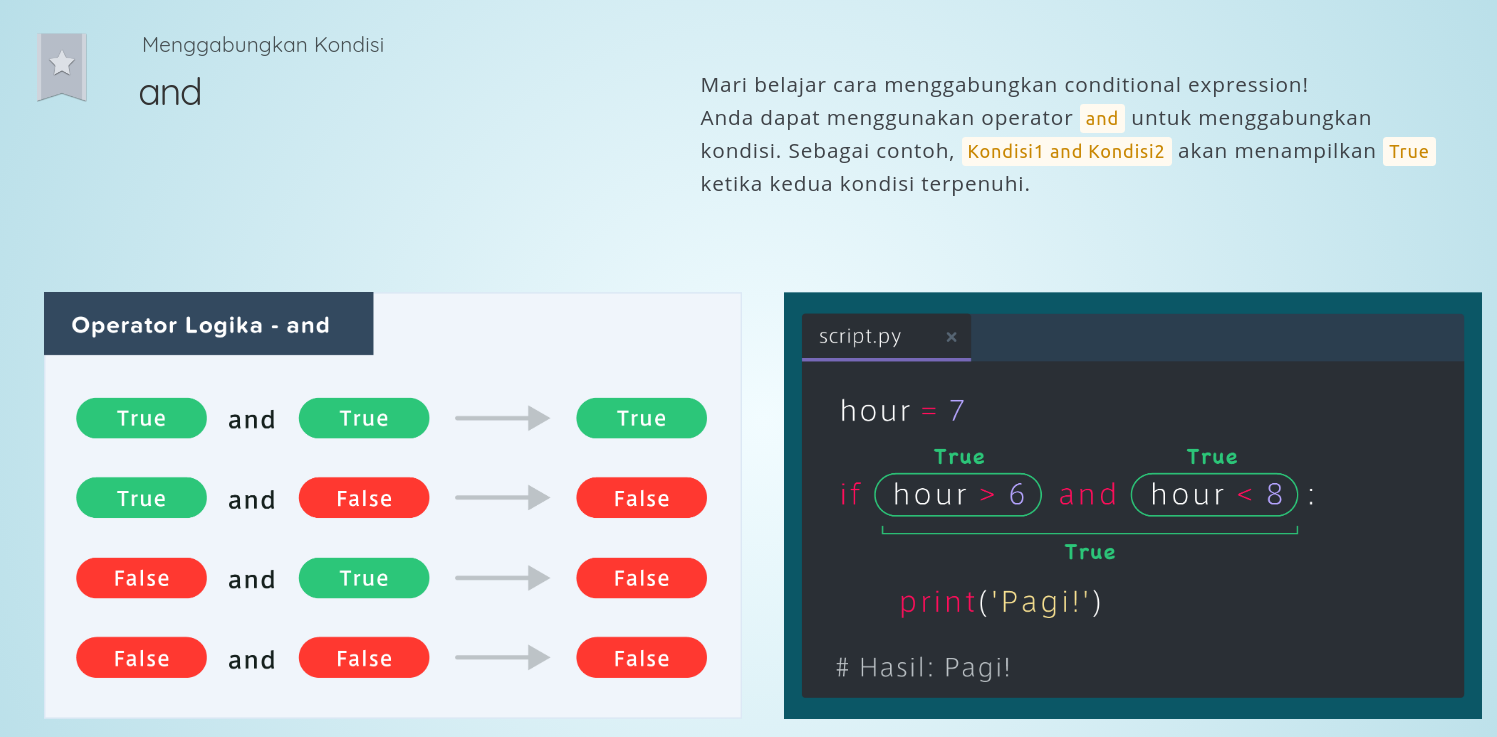 Menggabungkan Kondisi
and
Mari belajar cara menggabungkan conditional expression!
Anda dapat menggunakan operator and untuk menggabungkan
kondisi. Sebagai contoh, Kondisi1 and Kondisi2 akan menampilkan True
ketika kedua kondisi terpenuhi.
Operator Logika - and
True and True True
True and False False
False and True False
False and False False
script.py ×
hour = 7
True True
if hour > 6 and hour < 8 :
True
print('Pagi!')
# Hasil: Pagi!